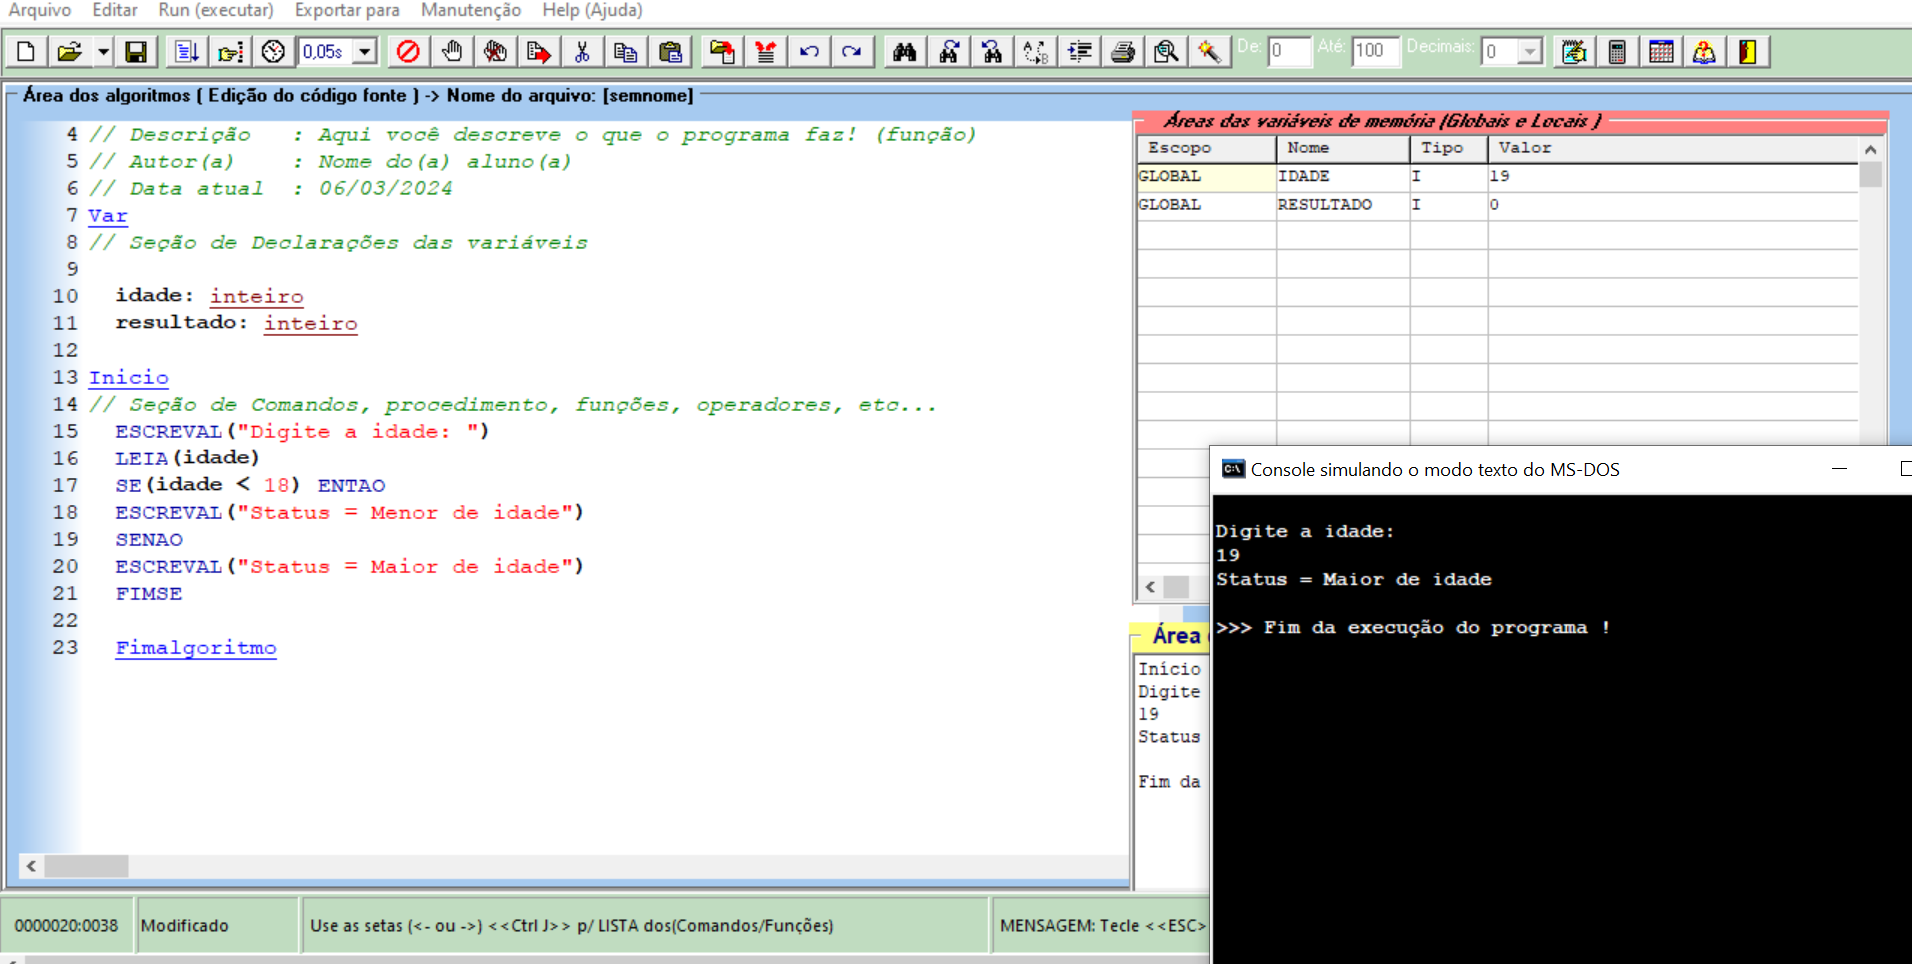 Arquivo Editar Run (executar) Exportar para Manutenção Help (Ajuda)
0,05s De: 0 Até: 100 Decimais: 0
Área dos algoritmos ( Edição do código fonte ) -> Nome do arquivo: [semnome]
4 // Descrição   : Aqui você descreve o que o programa faz! (função)
5 // Autor(a)    : Nome do(a) aluno(a)
6 // Data atual  : 06/03/2024
7 Var
8 // Seção de Declarações das variáveis
9
10   idade: inteiro
11   resultado: inteiro
12
13 Inicio
14 // Seção de Comandos, procedimento, funções, operadores, etc...
15   ESCREVAL("Digite a idade: ")
16   LEIA(idade)
17   SE(idade < 18) ENTAO
18   ESCREVAL("Status = Menor de idade")
19   SENAO
20   ESCREVAL("Status = Maior de idade")
21   FIMSE
22
23   Fimalgoritmo
Áreas das variáveis de memória (Globais e Locais )
Escopo Nome Tipo Valor
GLOBAL IDADE I 19
GLOBAL RESULTADO I 0
Console simulando o modo texto do MS-DOS
Digite a idade:
19
Status = Maior de idade
>>> Fim da execução do programa !
Área
Início
Digite
19
Status
Fim da
0000020:0038 Modificado Use as setas (<- ou ->) <<Ctrl J>> p/ LISTA dos(Comandos/Funções) MENSAGEM: Tecle <<ESC>